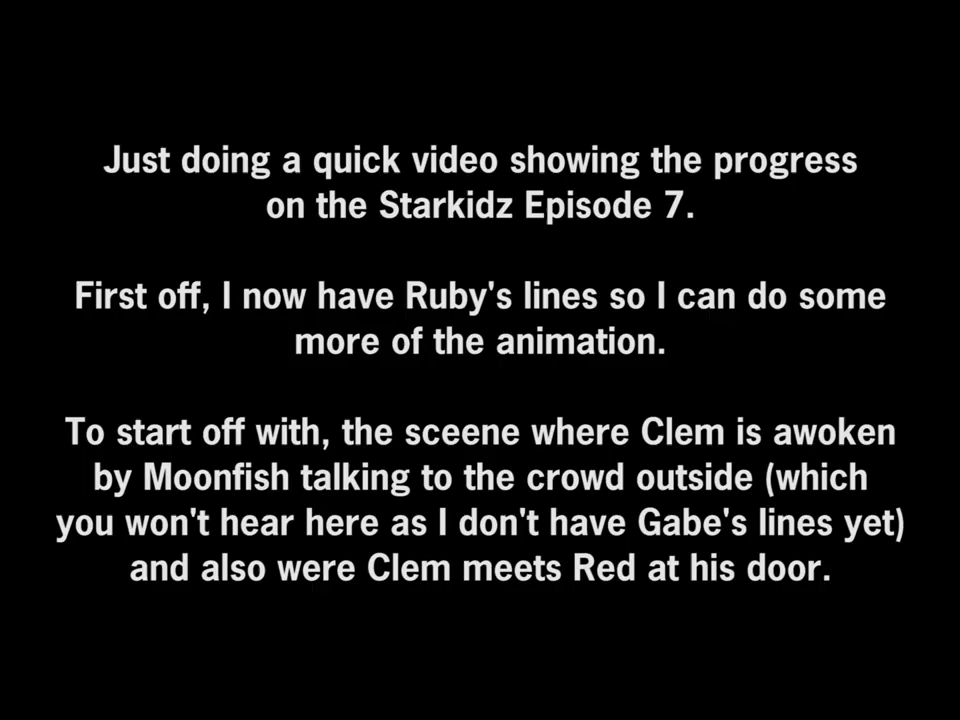 Just doing a quick video showing the progress
on the Starkidz Episode 7.
First off, I now have Ruby's lines so I can do some
more of the animation.
To start off with, the sceene where Clem is awoken
by Moonfish talking to the crowd outside (which
you won't hear here as I don't have Gabe's lines yet)
and also were Clem meets Red at his door.